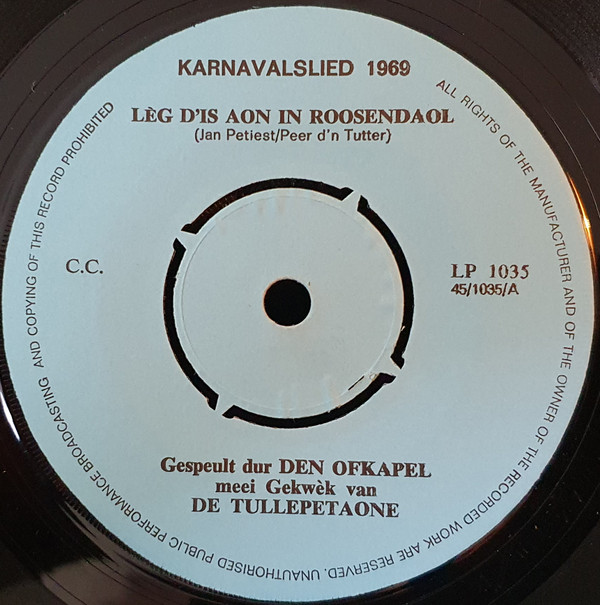 KARNAVALSLIED 1969
LÈG D'IS AON IN ROOSENDAOL
(Jan Petiest/Peer d'n Tutter)
C.C.
LP 1035
45/1035/A
Gespeult dur DEN OFKAPEL
meei Gekwèk van
DE TULLEPETAONE
ALL RIGHTS OF THE MANUFACTURER AND OF THE OWNER OF THE RECORDED WORK ARE RESERVED. UNAUTHORISED PUBLIC PERFORMANCE BROADCASTING AND COPYING OF THIS RECORD PROHIBITED